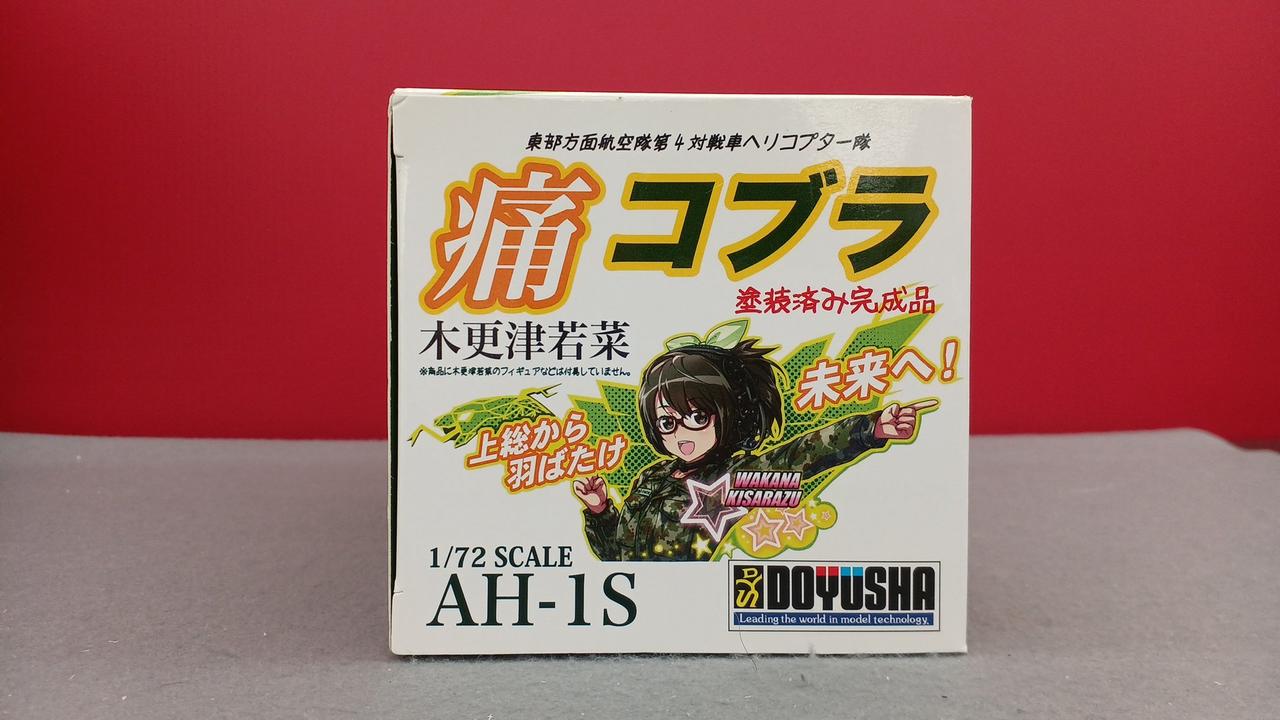 東部方面航空隊第4対戦車ヘリコプター隊
痛コブラ
塗装済み完成品
木更津若菜
※商品に木更津若菜のフィギュアなどは付属していません。
未来へ!
上総から
羽ばたけ
WAKANA
KISARAZU
1/72 SCALE
AH-1S
DOYUSHA
Leading the world in model technology.